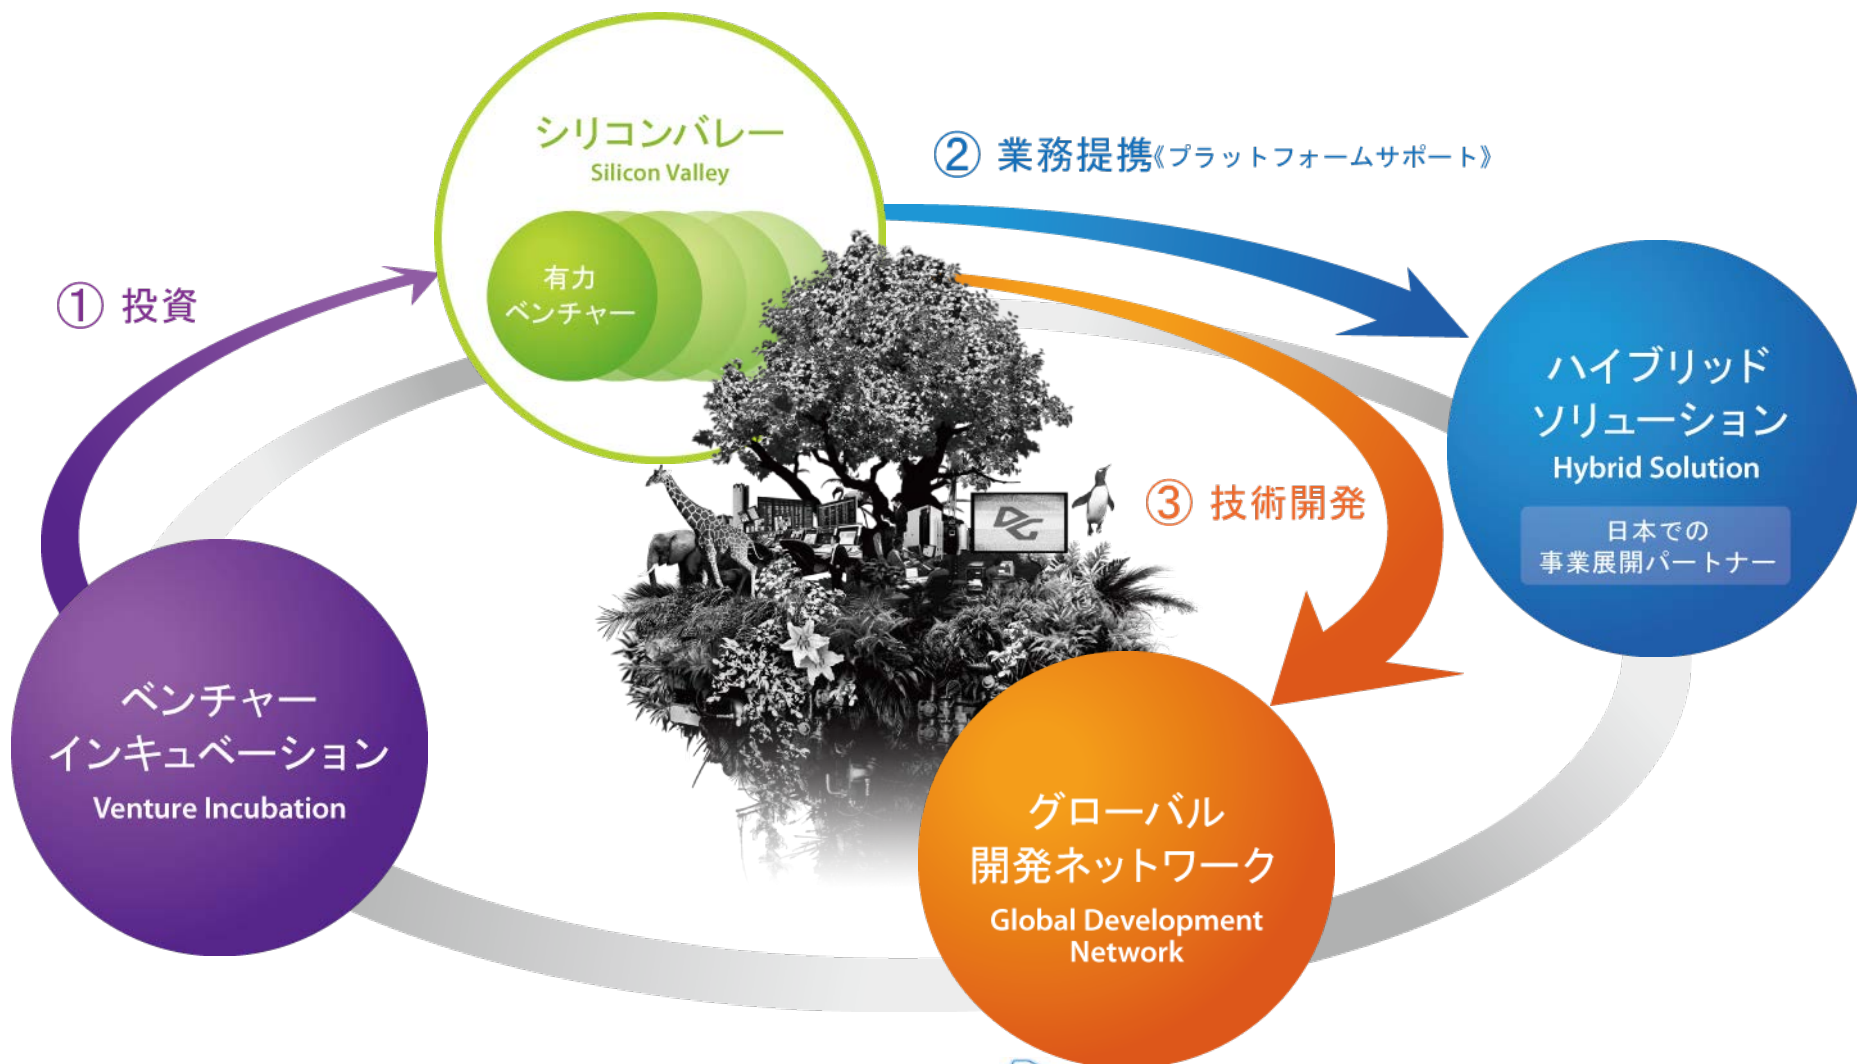 シリコンバレー
Silicon Valley
有力
ベンチャー
① 投資
② 業務提携《プラットフォームサポート》
ハイブリッド
ソリューション
Hybrid Solution
日本での
事業展開パートナー
③ 技術開発
DG
ベンチャー
インキュベーション
Venture Incubation
グローバル
開発ネットワーク
Global Development
Network